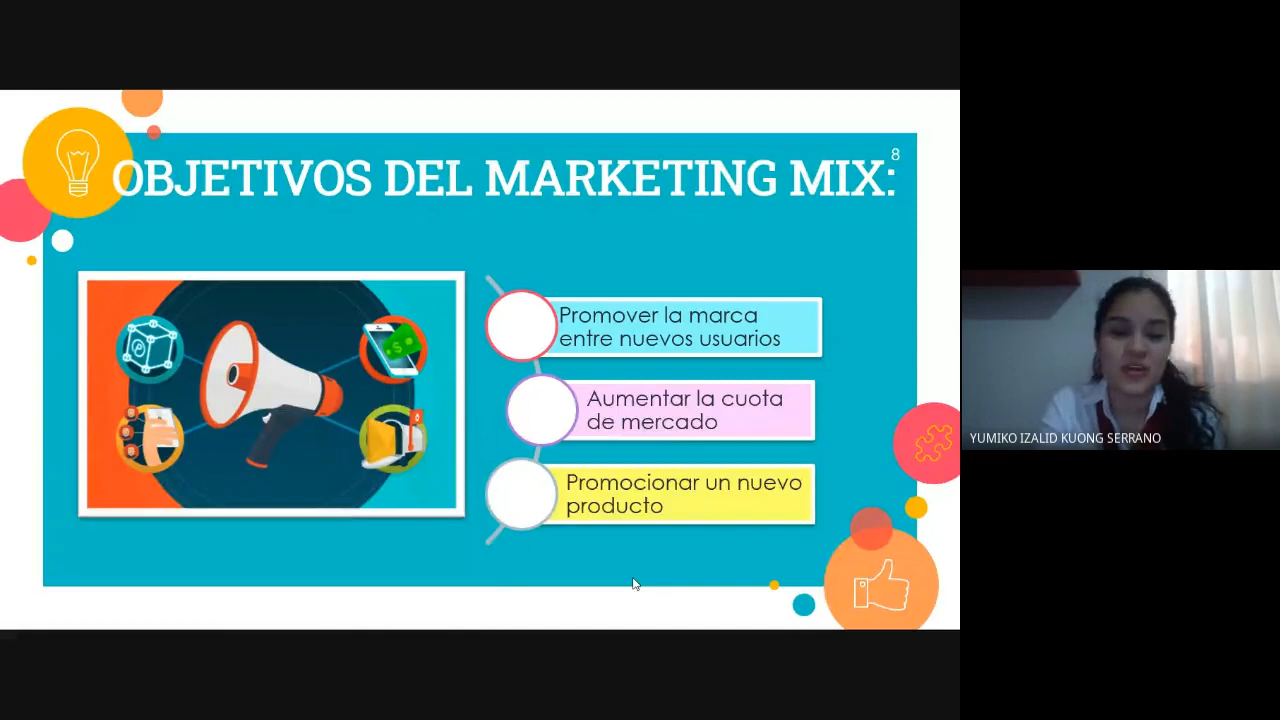 OBJETIVOS DEL MARKETING MIX:
8
Promover la marca
entre nuevos usuarios
Aumentar la cuota
de mercado
Promocionar un nuevo
producto
YUMIKO IZALID KUONG SERRANO